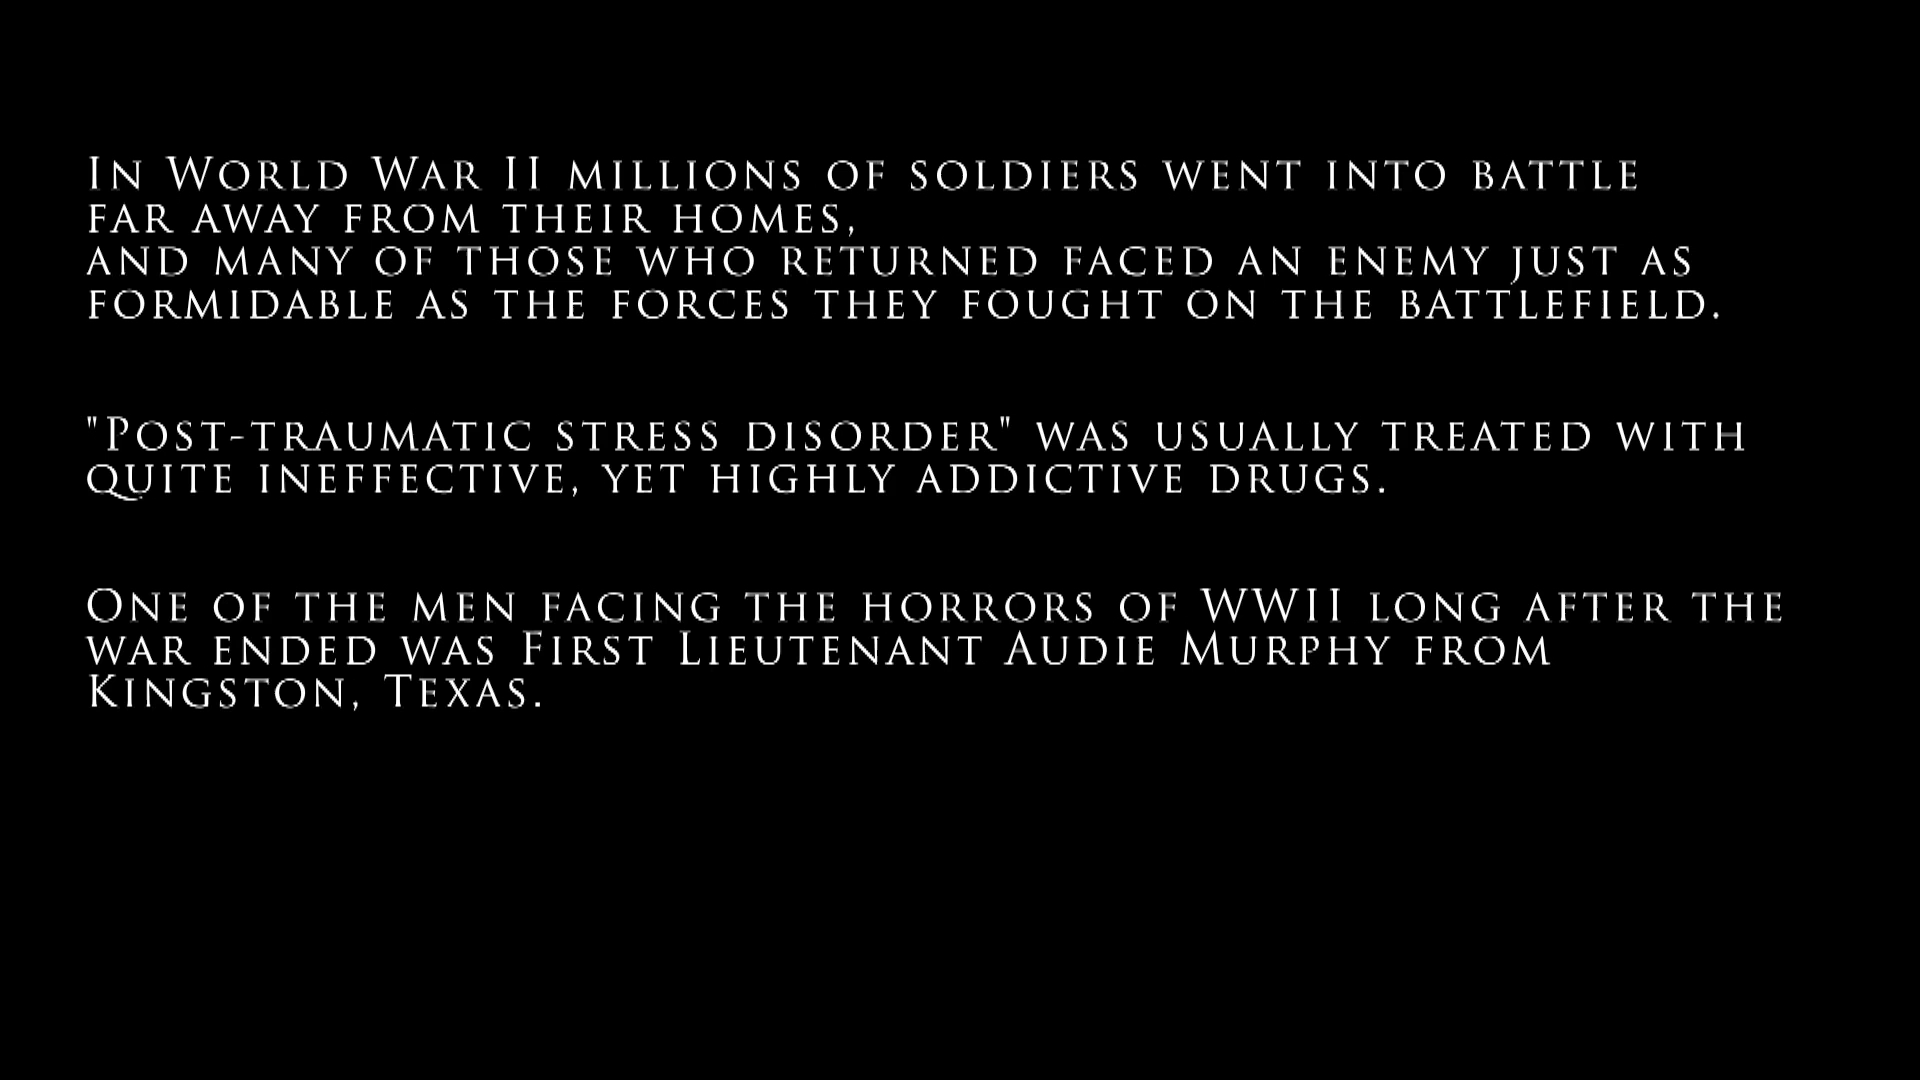 In World War II millions of soldiers went into battle
far away from their homes,
and many of those who returned faced an enemy just as
formidable as the forces they fought on the battlefield.
"Post-traumatic stress disorder" was usually treated with
quite ineffective, yet highly addictive drugs.
One of the men facing the horrors of WWII long after the
war ended was First Lieutenant Audie Murphy from
Kingston, Texas.